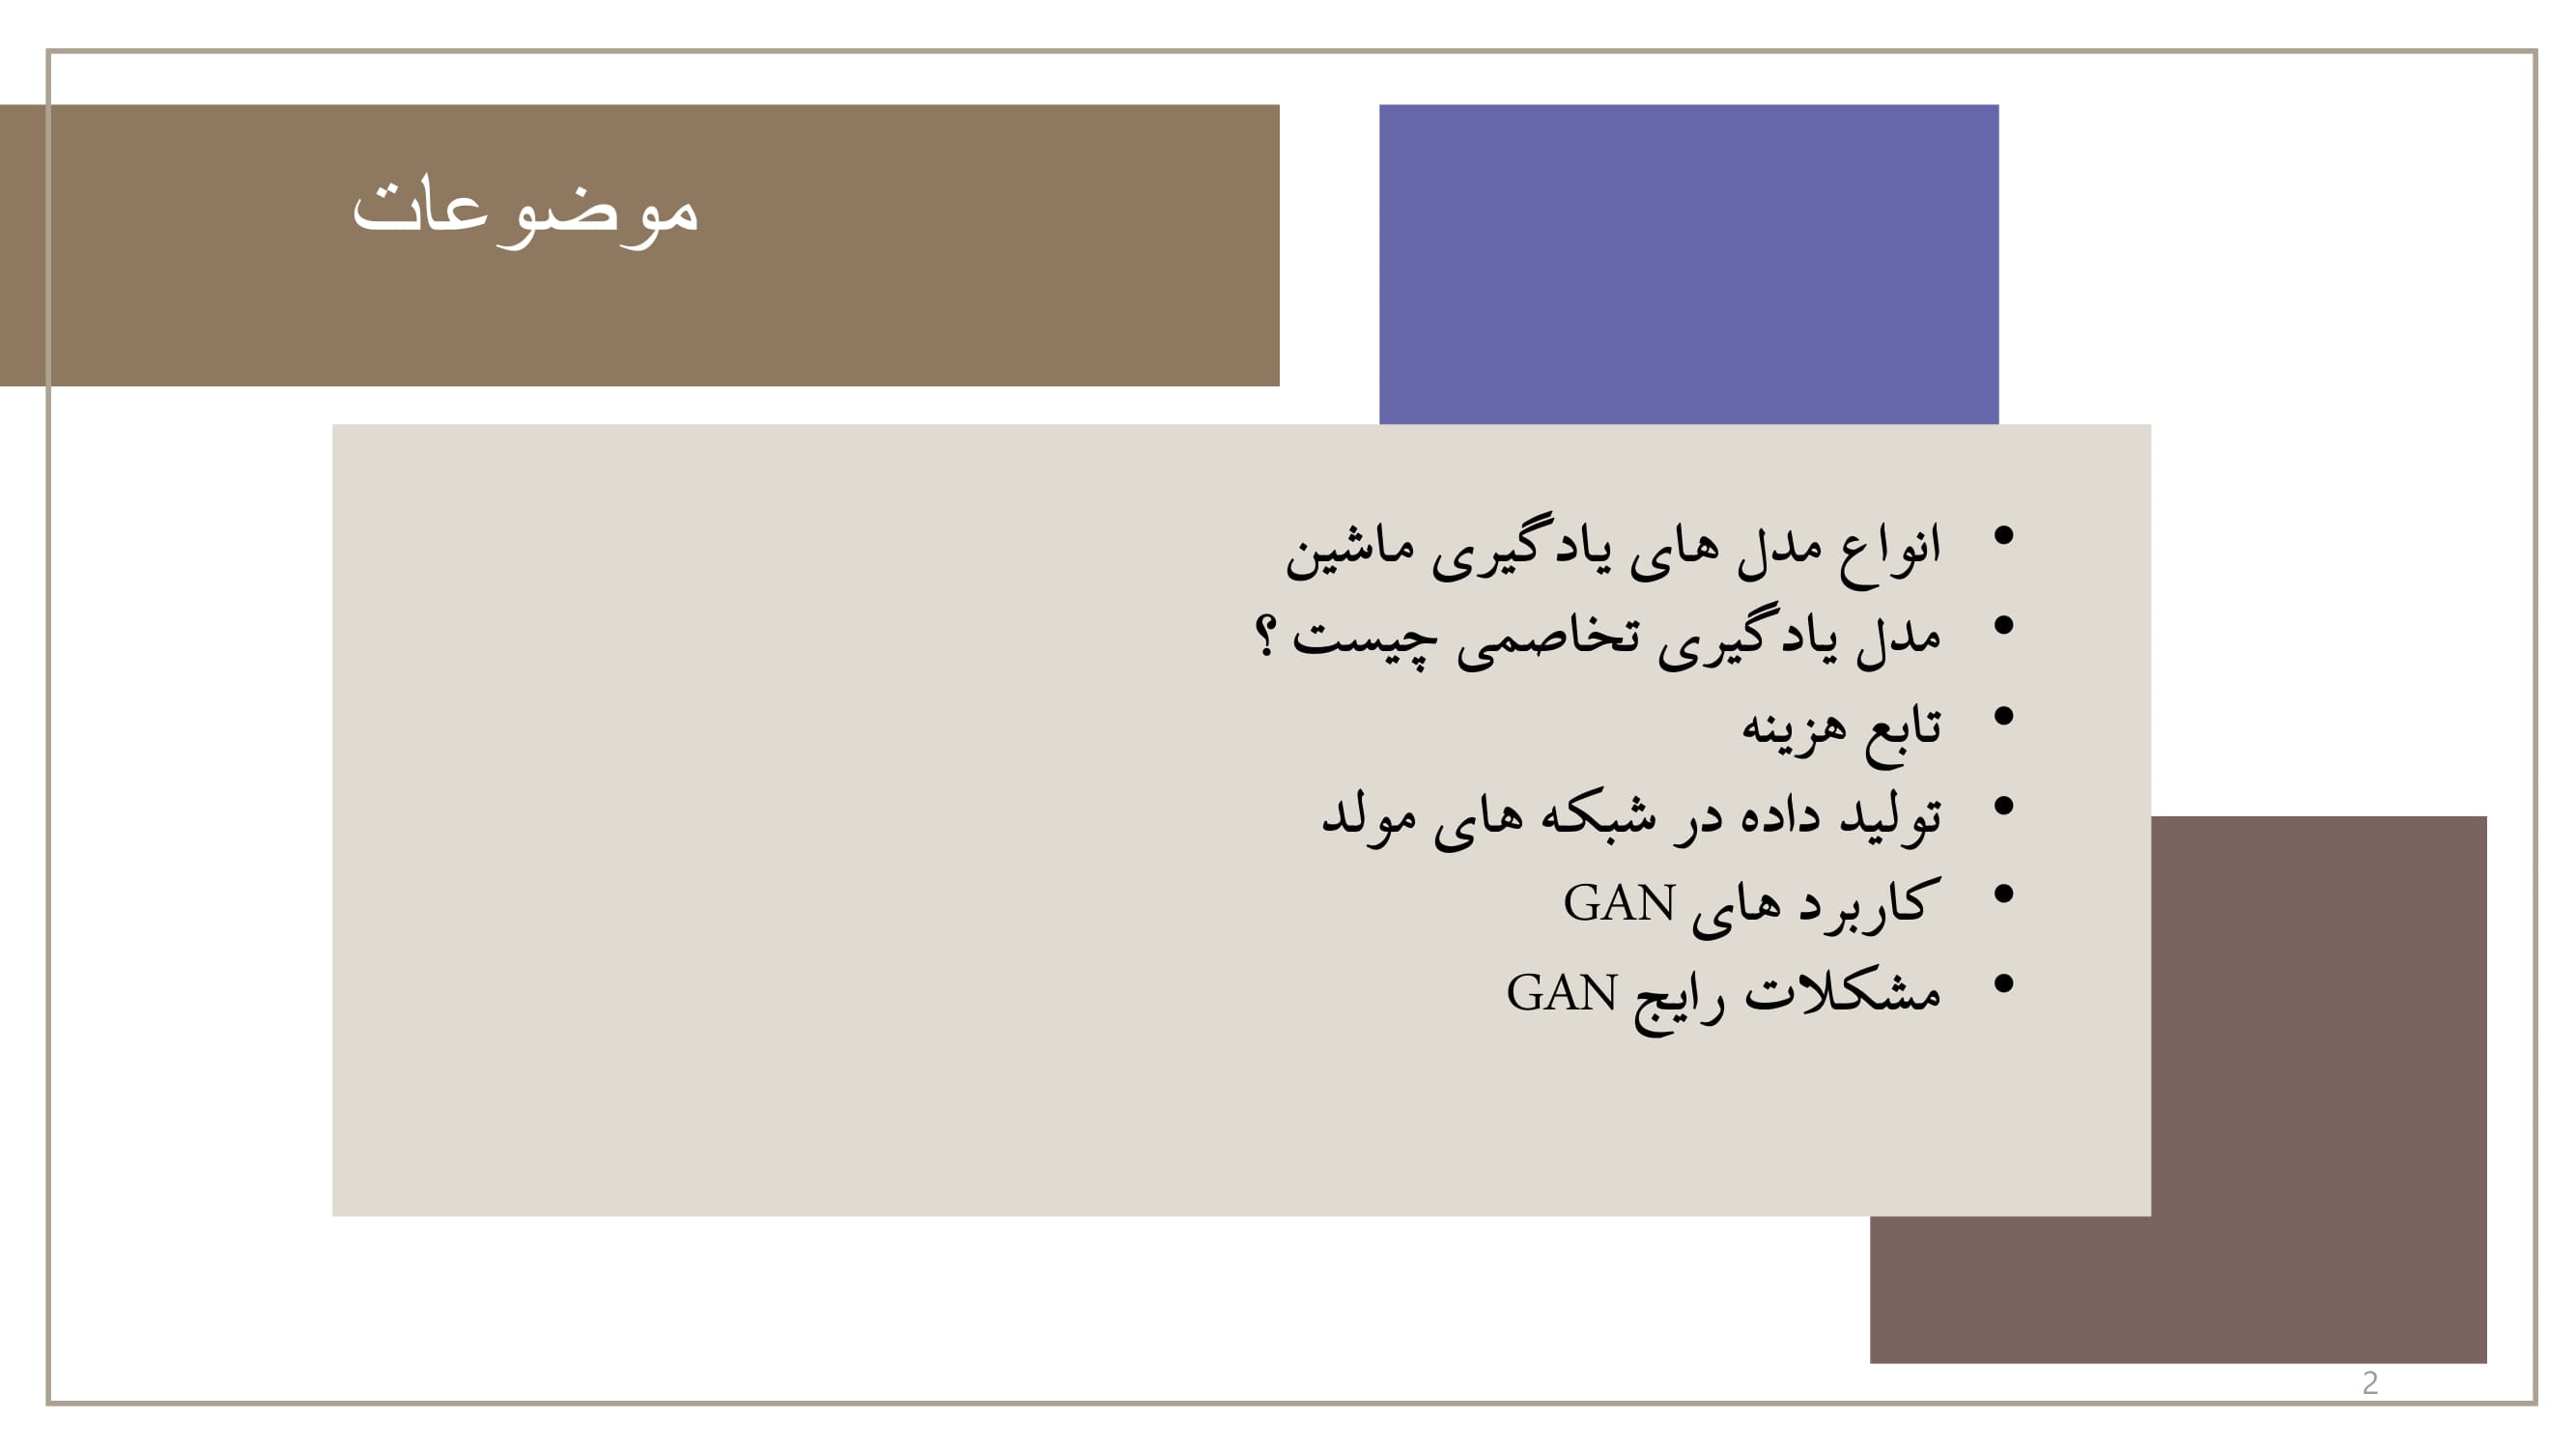 موضوعات
• انواع مدل های یادگیری ماشین
• مدل یادگیری تخاصمی چیست ؟
• تابع هزینه
• تولید داده در شبکه های مولد
• کاربرد های GAN
• مشکلات رایج GAN
2